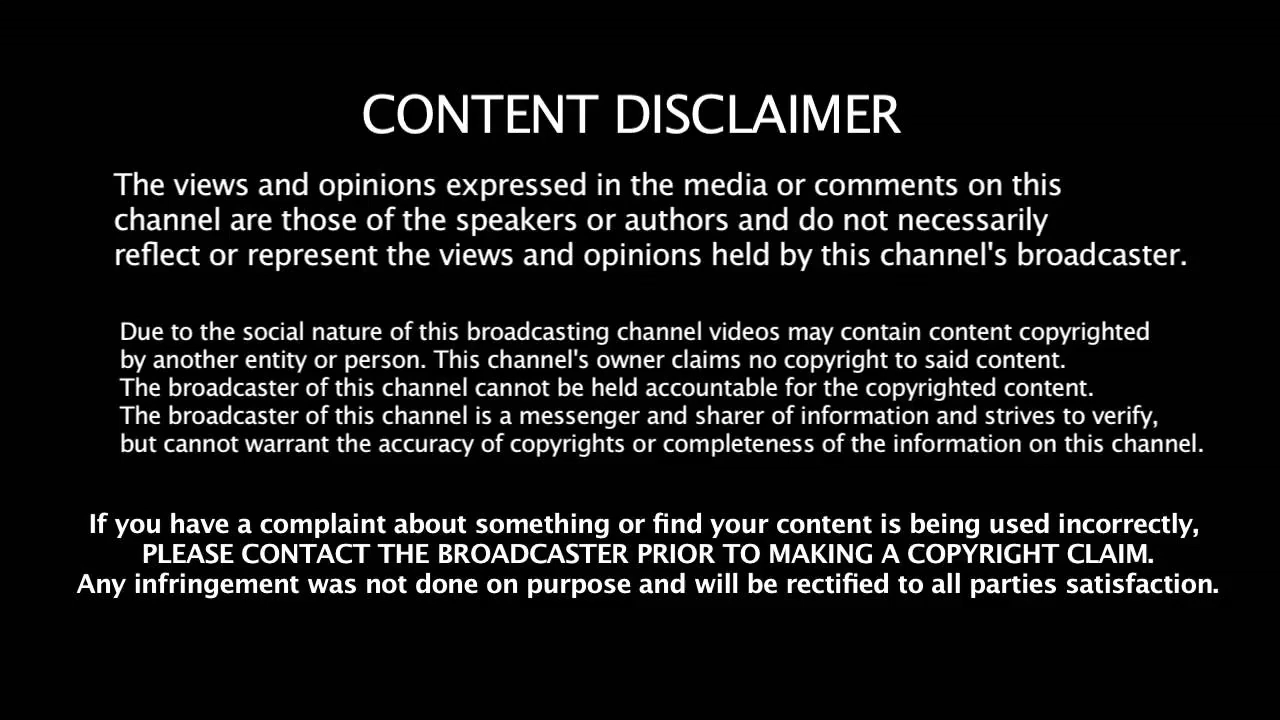 CONTENT DISCLAIMER
The views and opinions expressed in the media or comments on this
channel are those of the speakers or authors and do not necessarily
reflect or represent the views and opinions held by this channel's broadcaster.
Due to the social nature of this broadcasting channel videos may contain content copyrighted
by another entity or person. This channel's owner claims no copyright to said content.
The broadcaster of this channel cannot be held accountable for the copyrighted content.
The broadcaster of this channel is a messenger and sharer of information and strives to verify,
but cannot warrant the accuracy of copyrights or completeness of the information on this channel.
If you have a complaint about something or find your content is being used incorrectly,
PLEASE CONTACT THE BROADCASTER PRIOR TO MAKING A COPYRIGHT CLAIM.
Any infringement was not done on purpose and will be rectified to all parties satisfaction.